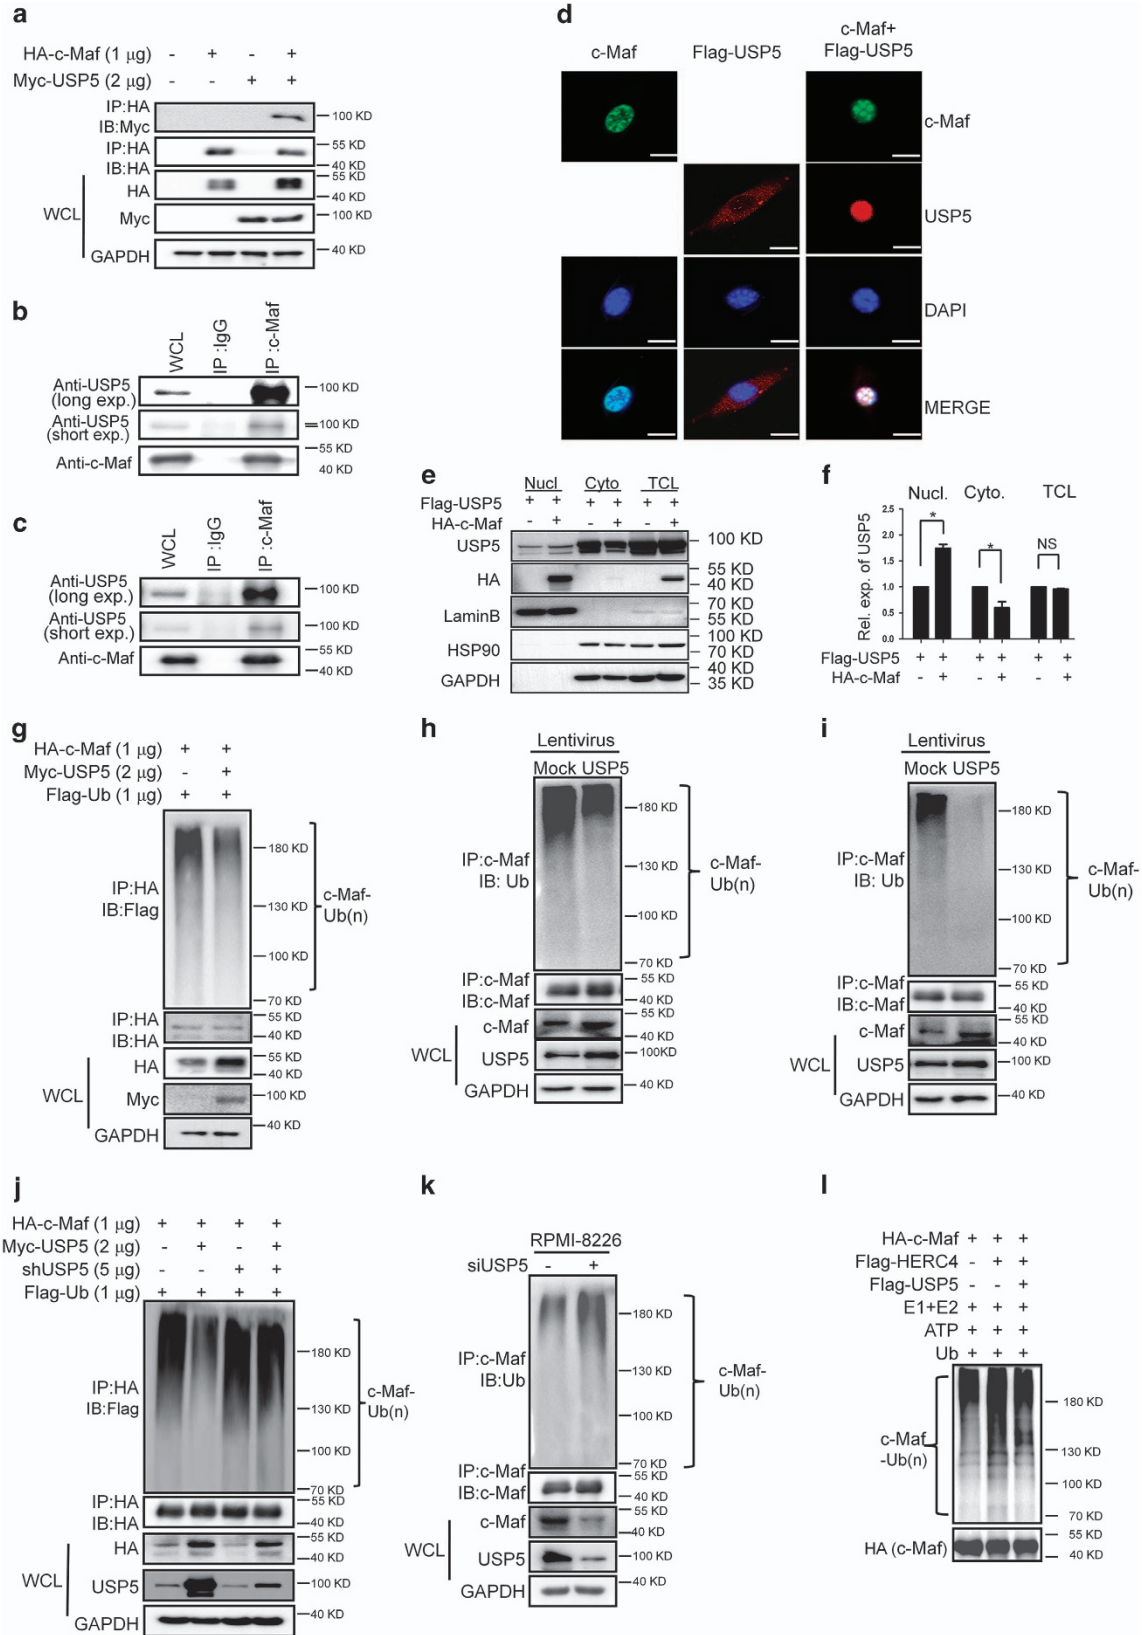 a
HA-c-Maf (1 μg) - + - +
Myc-USP5 (2 μg) - - + +
IP:HA
IB:Myc
100 KD
IP:HA
IB:HA
55 KD
40 KD
WCL
HA
55 KD
40 KD
Myc
100 KD
GAPDH
40 KD
b
WCL
IP :IgG
IP :c-Maf
Anti-USP5
(long exp.)
100 KD
Anti-USP5
(short exp.)
100 KD
Anti-c-Maf
55 KD
40 KD
c
WCL
IP :IgG
IP :c-Maf
Anti-USP5
(long exp.)
100 KD
Anti-USP5
(short exp.)
100 KD
Anti-c-Maf
55 KD
40 KD
d
c-Maf
Flag-USP5
c-Maf+
Flag-USP5
c-Maf
USP5
DAPI
MERGE
e
Nucl Cyto TCL
Flag-USP5 + + + + + +
HA-c-Maf - + - + - +
USP5
100 KD
HA
55 KD
40 KD
LaminB
70 KD
55 KD
HSP90
100 KD
70 KD
GAPDH
40 KD
35 KD
f
Nucl. Cyto. TCL
Rel. exp. of USP5
2.5
2.0
1.5
1.0
0.5
0.0
*
*
NS
Flag-USP5 + + + + + +
HA-c-Maf - + - + - +
g
HA-c-Maf (1 μg) + +
Myc-USP5 (2 μg) - +
Flag-Ub (1 μg) + +
IP:HA
IB:Flag
180 KD
130 KD
100 KD
70 KD
c-Maf-
Ub(n)
IP:HA
IB:HA
55 KD
40 KD
WCL
HA
55 KD
40 KD
Myc
100 KD
GAPDH
40 KD
h
Lentivirus
Mock USP5
IP:c-Maf
IB: Ub
180 KD
130 KD
100 KD
70 KD
c-Maf-
Ub(n)
IP:c-Maf
IB:c-Maf
55 KD
40 KD
WCL
c-Maf
55 KD
40 KD
USP5
100KD
GAPDH
40 KD
i
Lentivirus
Mock USP5
IP:c-Maf
IB: Ub
180 KD
130 KD
100 KD
70 KD
c-Maf-
Ub(n)
IP:c-Maf
IB:c-Maf
55 KD
40 KD
WCL
c-Maf
55 KD
40 KD
USP5
100 KD
GAPDH
40 KD
j
HA-c-Maf (1 μg) + + + +
Myc-USP5 (2 μg) - + - +
shUSP5 (5 μg) - - + +
Flag-Ub (1 μg) + + + +
IP:HA
IB:Flag
180 KD
130 KD
100 KD
70 KD
c-Maf-
Ub(n)
IP:HA
IB:HA
55 KD
40 KD
WCL
HA
55 KD
40 KD
USP5
100 KD
GAPDH
40 KD
k
RPMI-8226
siUSP5 - +
IP:c-Maf
IB:Ub
180 KD
130 KD
100 KD
70 KD
c-Maf-
Ub(n)
IP:c-Maf
IB:c-Maf
55 KD
40 KD
WCL
c-Maf
55 KD
40 KD
USP5
100 KD
GAPDH
40 KD
l
HA-c-Maf + + +
Flag-HERC4 - + +
Flag-USP5 - - +
E1+E2 + + +
ATP + + +
Ub + + +
c-Maf
-Ub(n)
180 KD
130 KD
100 KD
70 KD
HA (c-Maf)
55 KD
40 KD